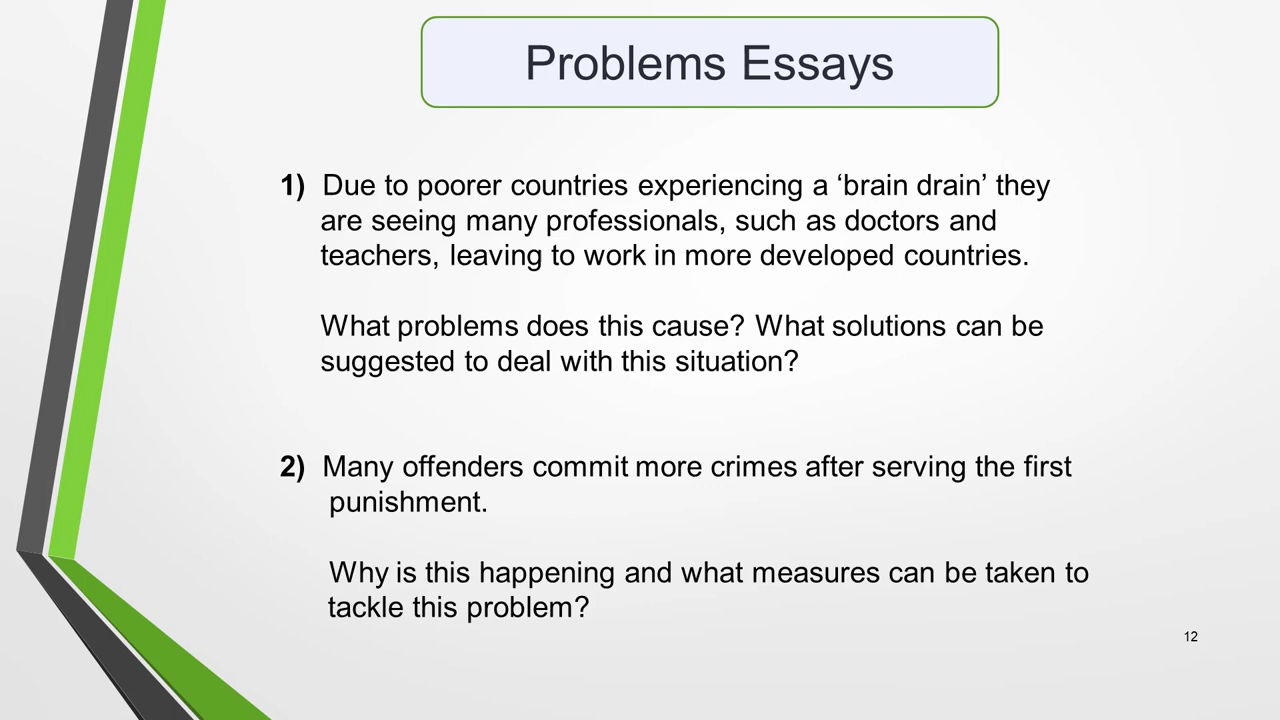 Problems Essays
1) Due to poorer countries experiencing a ‘brain drain’ they
are seeing many professionals, such as doctors and
teachers, leaving to work in more developed countries.
What problems does this cause? What solutions can be
suggested to deal with this situation?
2) Many offenders commit more crimes after serving the first
punishment.
Why is this happening and what measures can be taken to
tackle this problem?
12